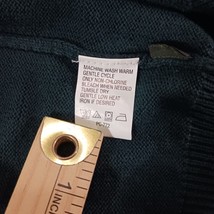 MACHINE WASH WARM
GENTLE CYCLE
ONLY NON-CHLORINE
BLEACH WHEN NEEDED
TUMBLE DRY
GENTLE LOW HEAT
IRON IF DESIRED
1
INCH